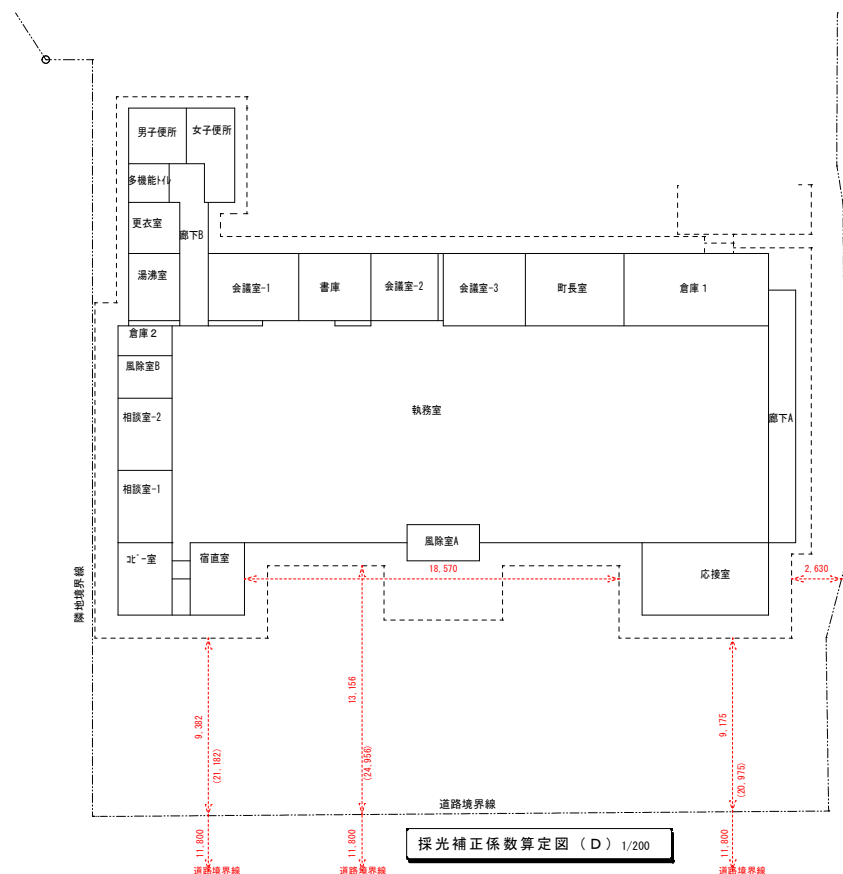 男子便所
女子便所
多機能ﾄｲﾚ
更衣室
廊下B
湯沸室
会議室-1
書庫
会議室-2
会議室-3
町長室
倉庫１
倉庫２
風除室B
相談室-2
執務室
廊下A
相談室-1
ｺﾋﾟｰ室
宿直室
風除室A
応接室
18,570
2,630
隣地境界線
9,382
(21,182)
13,156
(24,956)
9,175
(20,975)
道路境界線
11,800
11,800
11,800
採光補正係数算定図（D）1/200
道路境界線
道路境界線
道路境界線